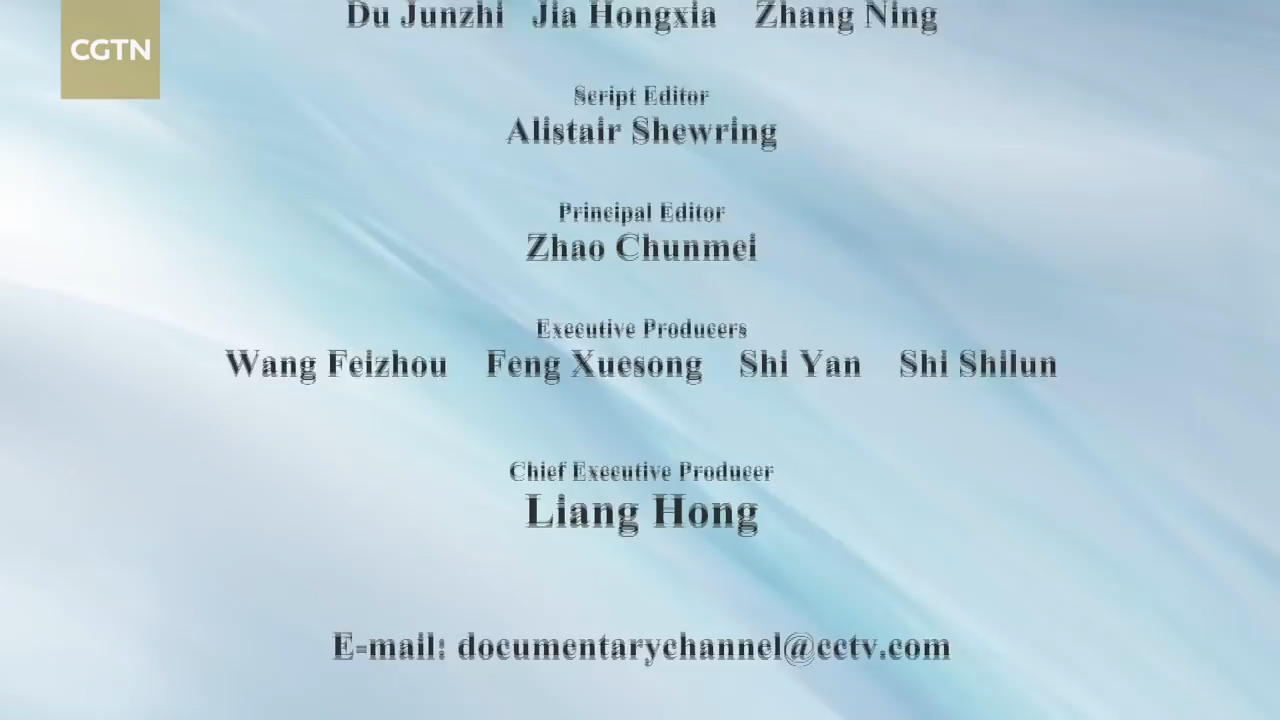 Du Junzhi Jia Hongxia Zhang Ning
CGTN
Script Editor
Alistair Shewring
Principal Editor
Zhao Chunmei
Executive Producers
Wang Feizhou Feng Xuesong Shi Yan Shi Shilun
Chief Executive Producer
Liang Hong
E-mail: documentarychannel@cctv.com